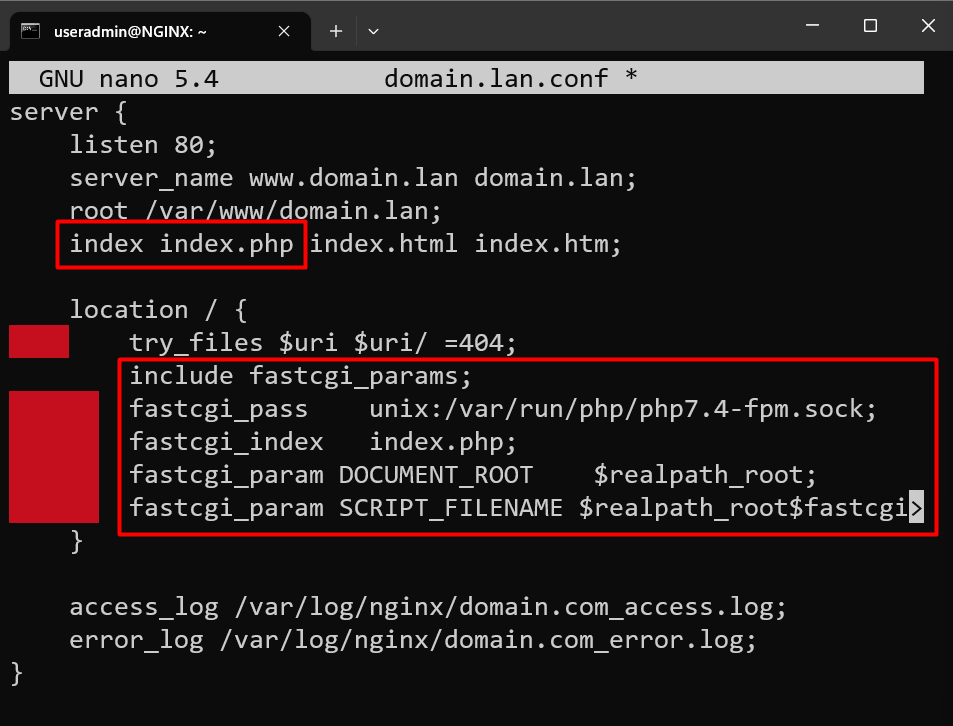 useradmin@NGINX: ~
GNU nano 5.4 domain.lan.conf *
server {
listen 80;
server_name www.domain.lan domain.lan;
root /var/www/domain.lan;
index index.php index.html index.htm;
location / {
try_files $uri $uri/ =404;
include fastcgi_params;
fastcgi_pass unix:/var/run/php/php7.4-fpm.sock;
fastcgi_index index.php;
fastcgi_param DOCUMENT_ROOT $realpath_root;
fastcgi_param SCRIPT_FILENAME $realpath_root$fastcgi>
}
access_log /var/log/nginx/domain.com_access.log;
error_log /var/log/nginx/domain.com_error.log;
}